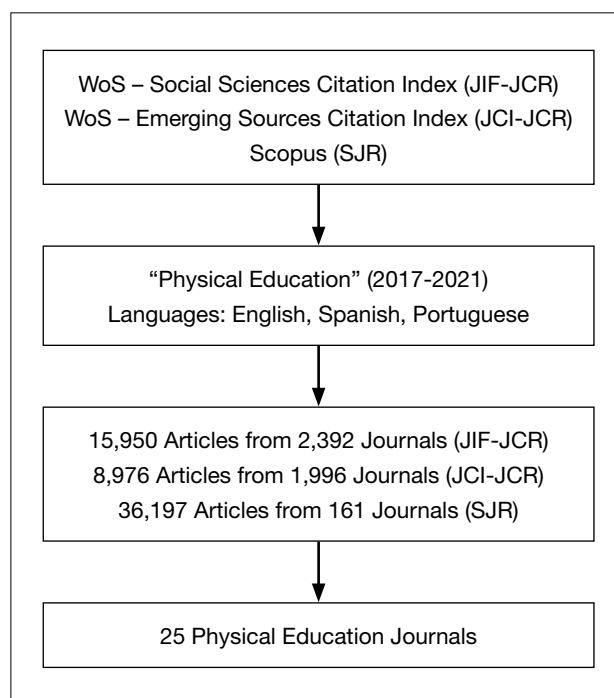 WoS – Social Sciences Citation Index (JIF-JCR)
WoS – Emerging Sources Citation Index (JCI-JCR)
Scopus (SJR)
“Physical Education” (2017-2021)
Languages: English, Spanish, Portuguese
15,950 Articles from 2,392 Journals (JIF-JCR)
8,976 Articles from 1,996 Journals (JCI-JCR)
36,197 Articles from 161 Journals (SJR)
25 Physical Education Journals